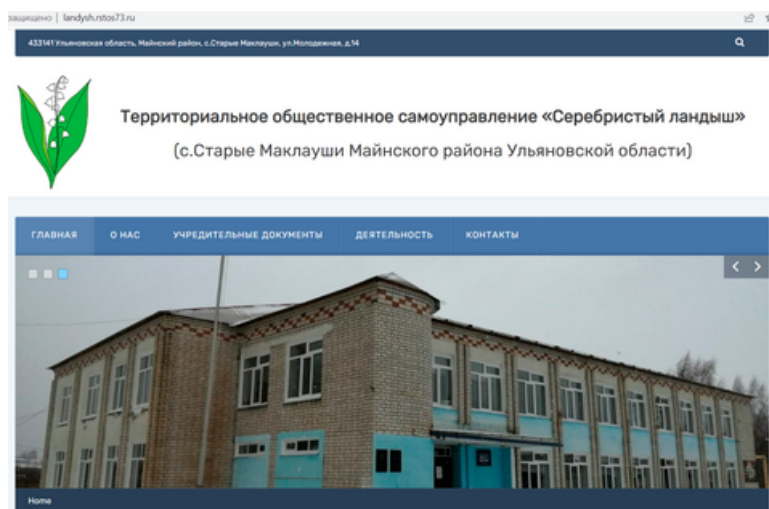 защищено | landysh.rstos73.ru
433141 Ульяновская область, Майнский район, с.Старые Маклауши, ул.Молодежная, д.14
Территориальное общественное самоуправление «Серебристый ландыш»
(с.Старые Маклауши Майнского района Ульяновской области)
ГЛАВНАЯ О НАС УЧРЕДИТЕЛЬНЫЕ ДОКУМЕНТЫ ДЕЯТЕЛЬНОСТЬ КОНТАКТЫ
Home